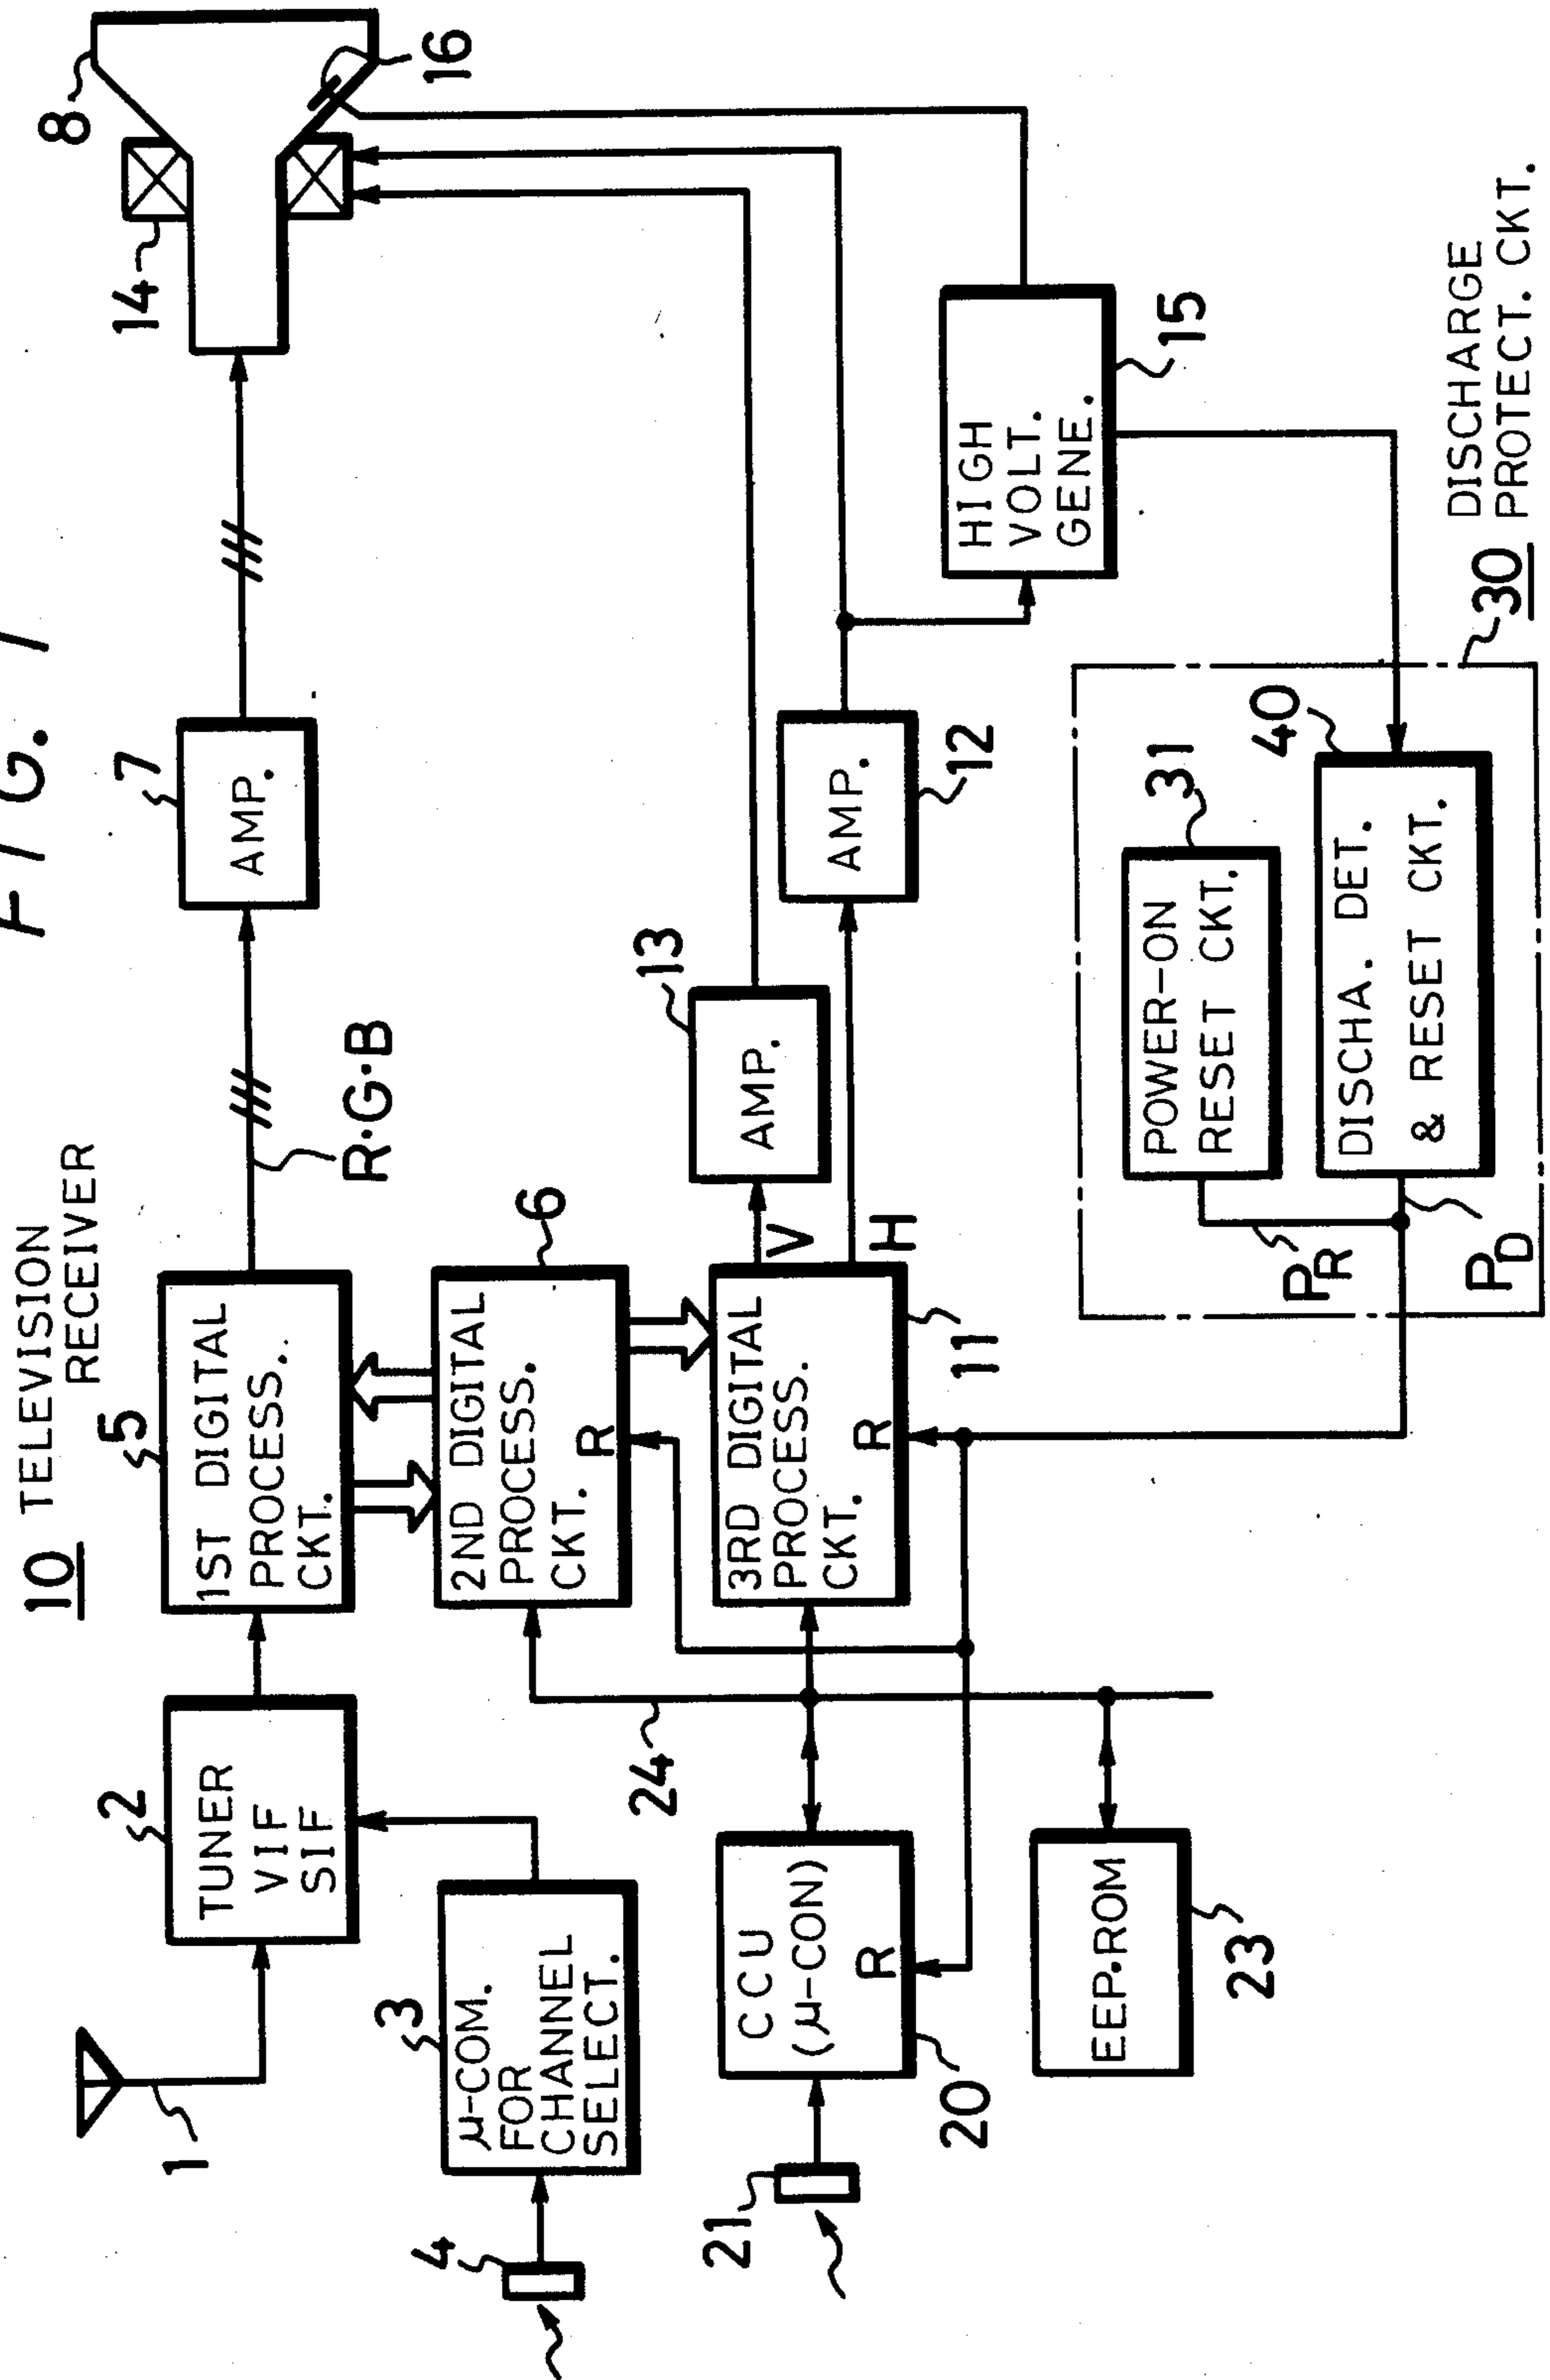 FIG. 1
10 TELEVISION
RECEIVER
1
2
TUNER
VIF
SIF
5
1ST DIGITAL
PROCESS..
CKT.
R·G·B
7
AMP.
8
14
16
3
μ-COM.
FOR
CHANNEL
SELECT.
4
6
2ND DIGITAL
PROCESS.
CKT.
R
24
3RD DIGITAL
PROCESS.
CKT.
R
11
V
H
13
AMP.
AMP.
12
HIGH
VOLT.
GENE.
15
21
CCU
(μ-CON)
R
20
EEP.ROM
23
31
POWER-ON
RESET CKT.
PR
40
DISCHA. DET.
& RESET CKT.
PD
30
DISCHARGE
PROTECT. CKT.